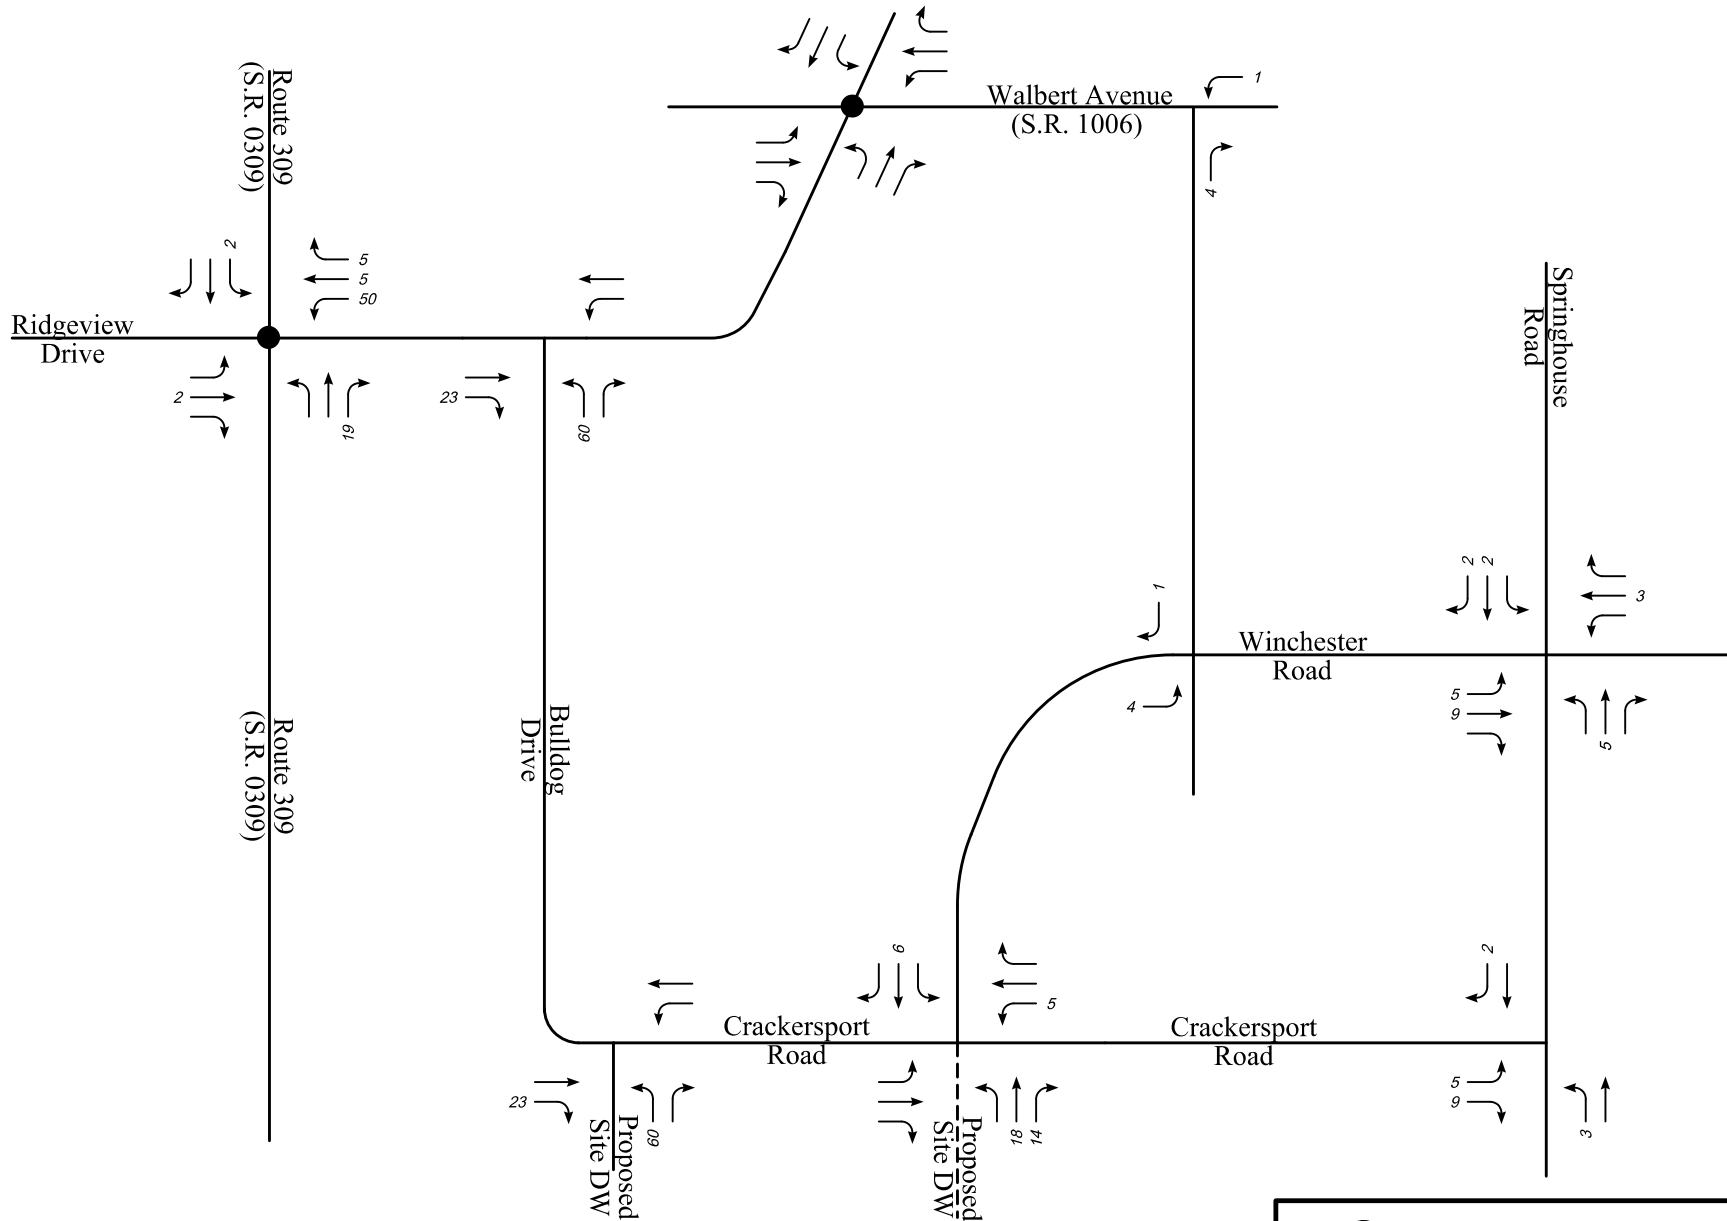 Walbert Avenue
(S.R. 1006)
1
4
Route 309
(S.R. 0309)
2
5
5
50
Ridgeview
Drive
2
19
23
60
Springhouse
Road
1
4
Winchester
Road
2
2
3
5
9
5
Bulldog
Drive
Route 309
(S.R. 0309)
6
5
2
Crackersport
Road
Crackersport
Road
23
60
Proposed
Site DW
18
14
Proposed
Site DW
5
9
3